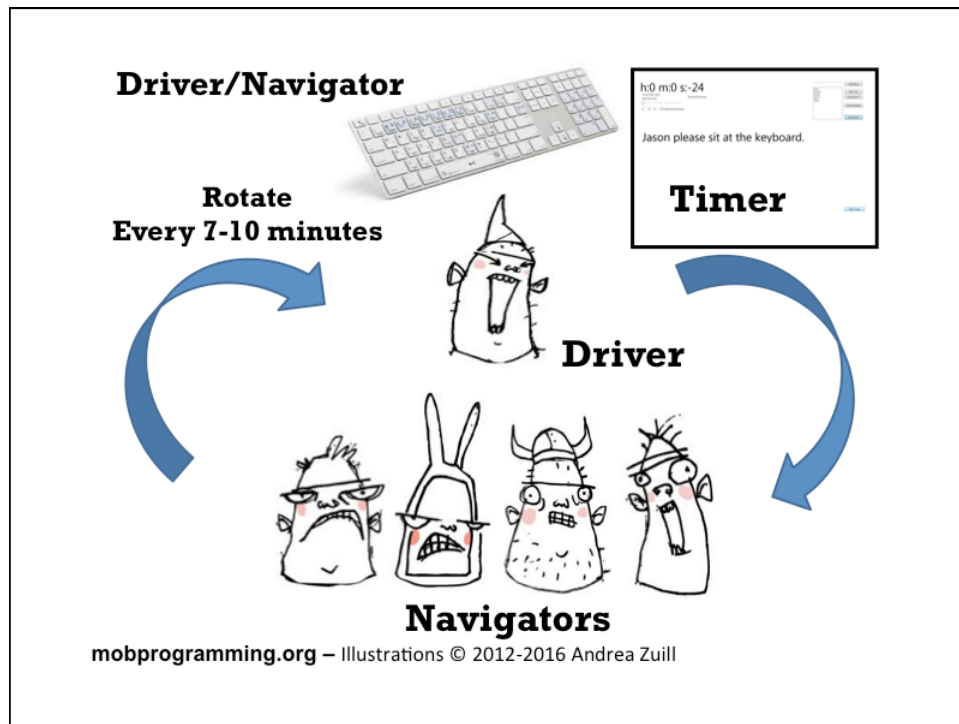 Driver/Navigator
h:0 m:0 s:-24
Jason please sit at the keyboard.
Timer
Rotate
Every 7-10 minutes
Driver
Navigators
mobprogramming.org – Illustrations © 2012-2016 Andrea Zuill